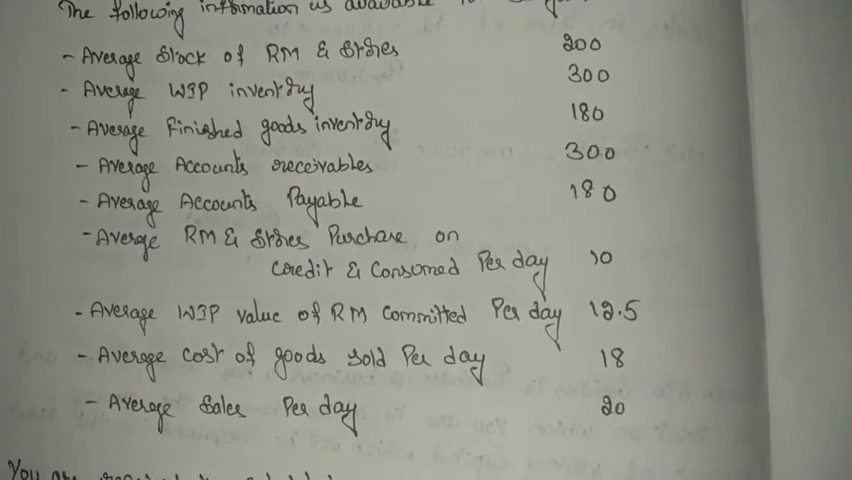 The following information is available
- Average Stock of RM & Stores 200
- Average WIP inventory 300
- Average Finished goods inventory 180
- Average Accounts receivables 300
- Average Accounts Payable 180
- Average RM & Stores Purchase on
Credit & Consumed Per day 10
- Average WIP value of RM Committed Per day 12.5
- Average cost of goods sold Per day 18
- Average Sales Per day 20
You are required